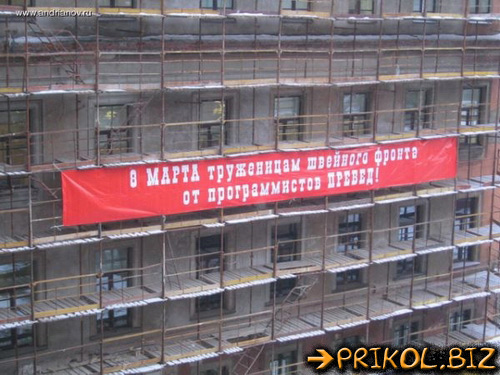 www.andrianov.ru
8 МАРТА труженицам швейного фронта
от программистов ПРЕВЕД!
PRIKOL.BIZ